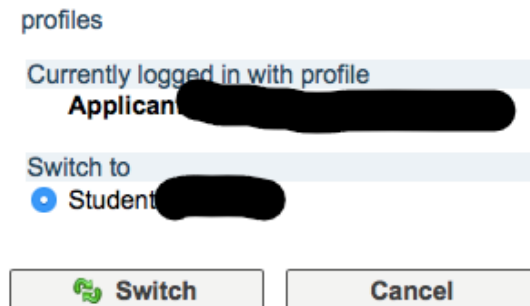 profiles
Currently logged in with profile
Applicant
Switch to
Student
Switch
Cancel